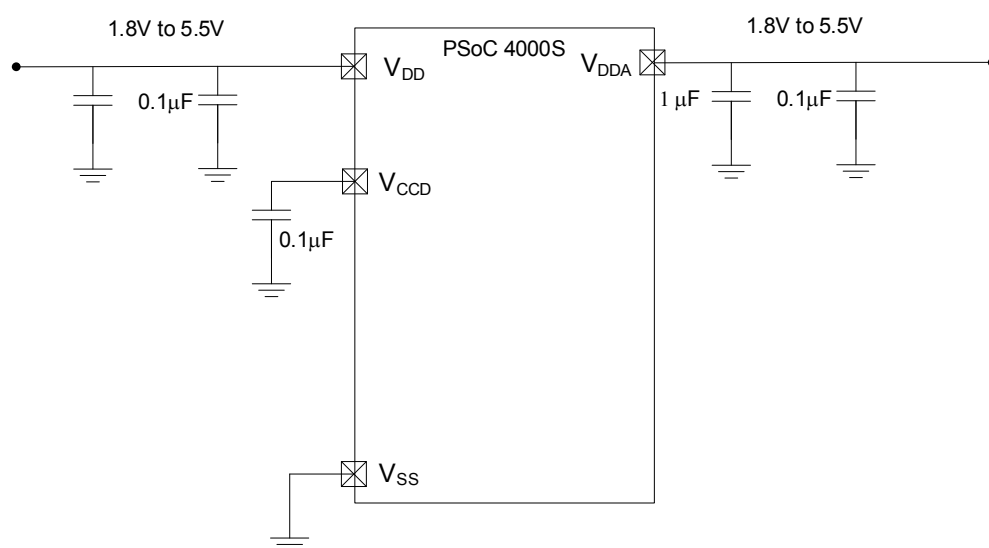 1.8V to 5.5V
1.8V to 5.5V
PSoC 4000S
VDD
VDDA
0.1μF
1 μF
0.1μF
VCCD
0.1μF
VSS